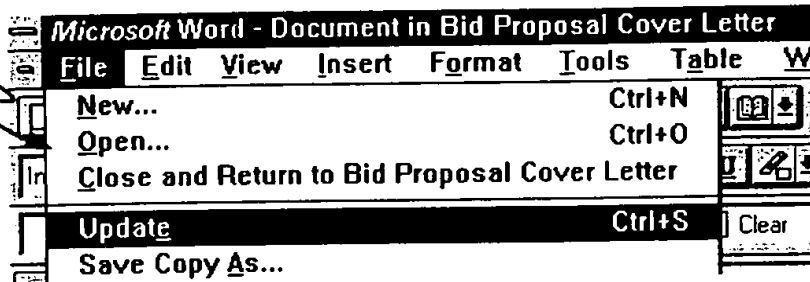 Microsoft Word - Document in Bid Proposal Cover Letter
File Edit View Insert Format Tools Table W
New... Ctrl+N
Open... Ctrl+O
Close and Return to Bid Proposal Cover Letter
Update Ctrl+S
Clear
Save Copy As...